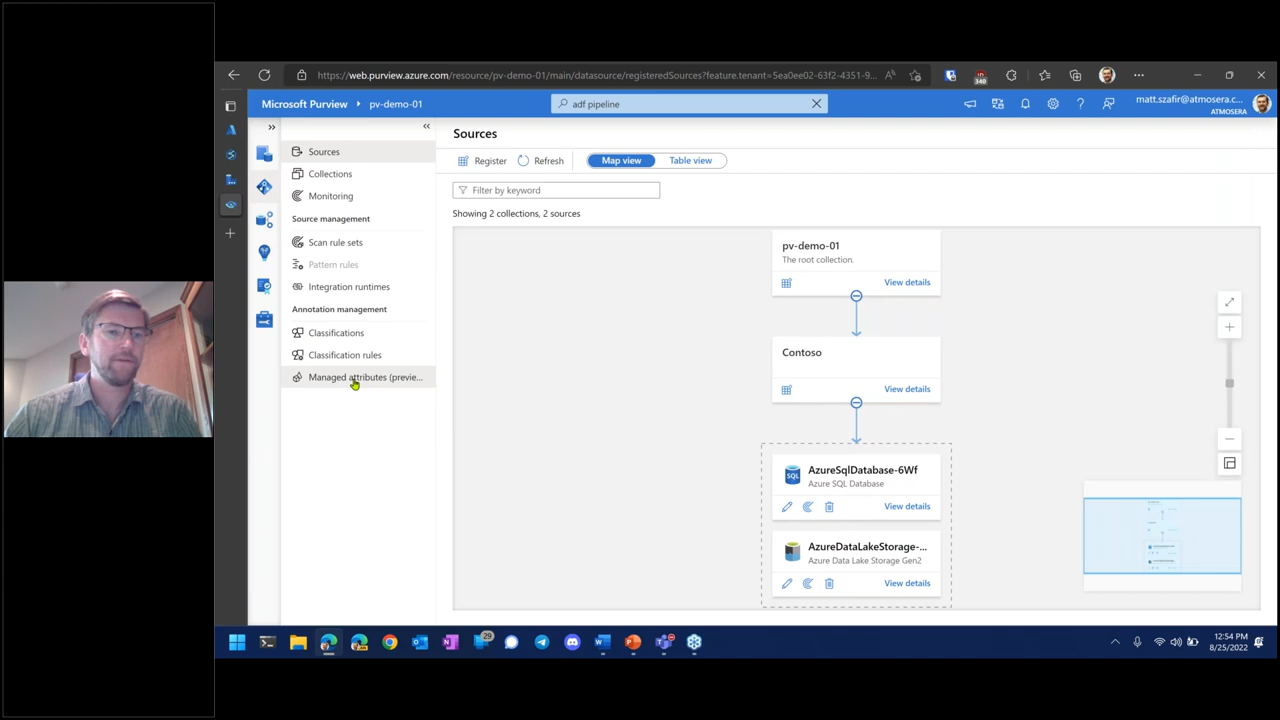 https://web.purview.azure.com/resource/pv-demo-01/main/datasource/registeredSources?feature.tenant=5ea0ee02-63f2-4351-9...
340
Microsoft Purview
pv-demo-01
adf pipeline
matt.szafir@atmosera.c...
ATMOSERA
Sources
Collections
Monitoring
Source management
Scan rule sets
Pattern rules
Integration runtimes
Annotation management
Classifications
Classification rules
Managed attributes (previe...
Sources
Register
Refresh
Map view
Table view
Filter by keyword
Showing 2 collections, 2 sources
pv-demo-01
The root collection.
View details
Contoso
View details
SQL
AzureSqlDatabase-6Wf
Azure SQL Database
View details
AzureDataLakeStorage-...
Azure Data Lake Storage Gen2
View details
29
12:54 PM
8/25/2022